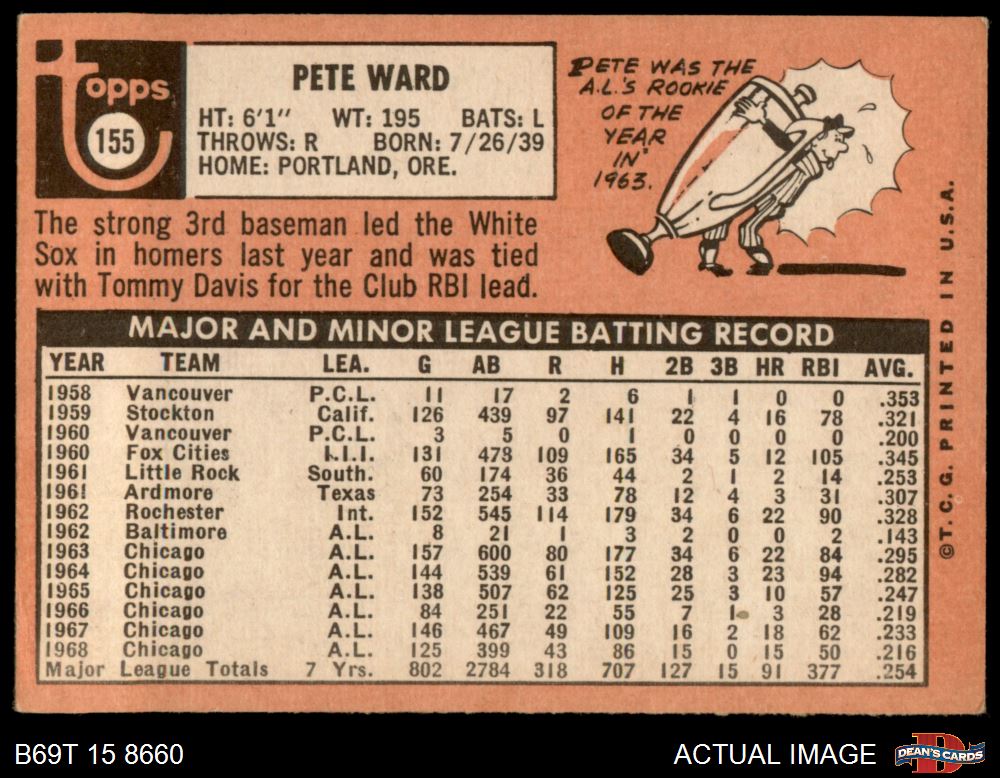 Topps
155
PETE WARD
HT: 6'1" WT: 195 BATS: L
THROWS: R BORN: 7/26/39
HOME: PORTLAND, ORE.
PETE WAS THE
A.L.'S ROOKIE
OF THE
YEAR
IN
1963.
The strong 3rd baseman led the White
Sox in homers last year and was tied
with Tommy Davis for the Club RBI lead.
MAJOR AND MINOR LEAGUE BATTING RECORD
YEAR TEAM LEA. G AB R H 2B 3B HR RBI AVG.
1958 Vancouver P.C.L. 11 17 2 6 1 1 0 0 .353
1959 Stockton Calif. 126 439 97 141 22 4 16 78 .321
1960 Vancouver P.C.L. 3 5 0 1 0 0 0 0 .200
1960 Fox Cities I.I.I. 131 478 109 165 34 5 12 105 .345
1961 Little Rock South. 60 174 36 44 2 1 2 14 .253
1961 Ardmore Texas 73 254 33 78 12 4 3 31 .307
1962 Rochester Int. 152 545 114 179 34 6 22 90 .328
1962 Baltimore A.L. 8 21 1 3 2 0 0 2 .143
1963 Chicago A.L. 157 600 80 177 34 6 22 84 .295
1964 Chicago A.L. 144 539 61 152 28 3 23 94 .282
1965 Chicago A.L. 138 507 62 125 25 3 10 57 .247
1966 Chicago A.L. 84 251 22 55 7 1 3 28 .219
1967 Chicago A.L. 146 467 49 109 16 2 18 62 .233
1968 Chicago A.L. 125 399 43 86 15 0 15 50 .216
Major League Totals 7 Yrs. 802 2784 318 707 127 15 91 377 .254
©T.C.G. PRINTED IN U.S.A.
B69T 15 8660
ACTUAL IMAGE
DEAN'S CARDS